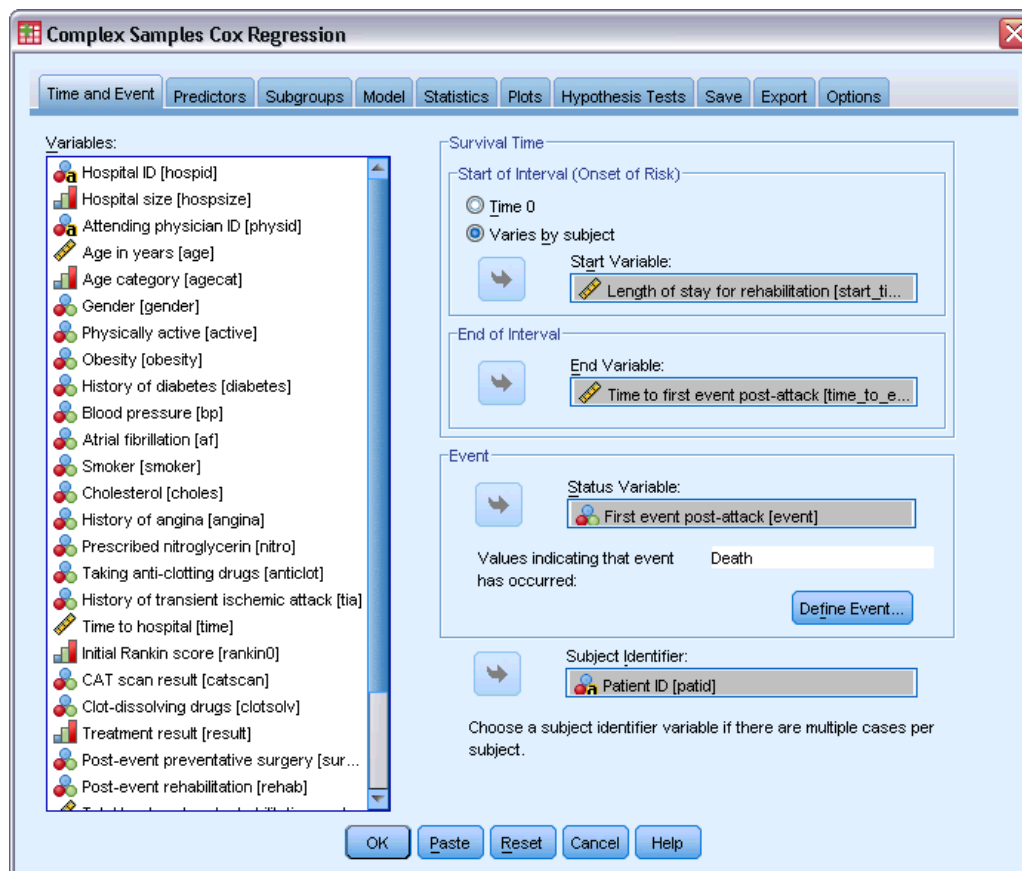 Complex Samples Cox Regression
Time and Event Predictors Subgroups Model Statistics Plots Hypothesis Tests Save Export Options
Variables:
Hospital ID [hospid]
Hospital size [hospsize]
Attending physician ID [physid]
Age in years [age]
Age category [agecat]
Gender [gender]
Physically active [active]
Obesity [obesity]
History of diabetes [diabetes]
Blood pressure [bp]
Atrial fibrillation [af]
Smoker [smoker]
Cholesterol [choles]
History of angina [angina]
Prescribed nitroglycerin [nitro]
Taking anti-clotting drugs [anticlot]
History of transient ischemic attack [tia]
Time to hospital [time]
Initial Rankin score [rankin0]
CAT scan result [catscan]
Clot-dissolving drugs [clotsolv]
Treatment result [result]
Post-event preventative surgery [sur...
Post-event rehabilitation [rehab]
Survival Time
Start of Interval (Onset of Risk)
Time 0
Varies by subject
Start Variable:
Length of stay for rehabilitation [start_ti...
End of Interval
End Variable:
Time to first event post-attack [time_to_e...
Event
Status Variable:
First event post-attack [event]
Values indicating that event
has occurred:
Death
Define Event...
Subject Identifier:
Patient ID [patid]
Choose a subject identifier variable if there are multiple cases per
subject.
OK Paste Reset Cancel Help